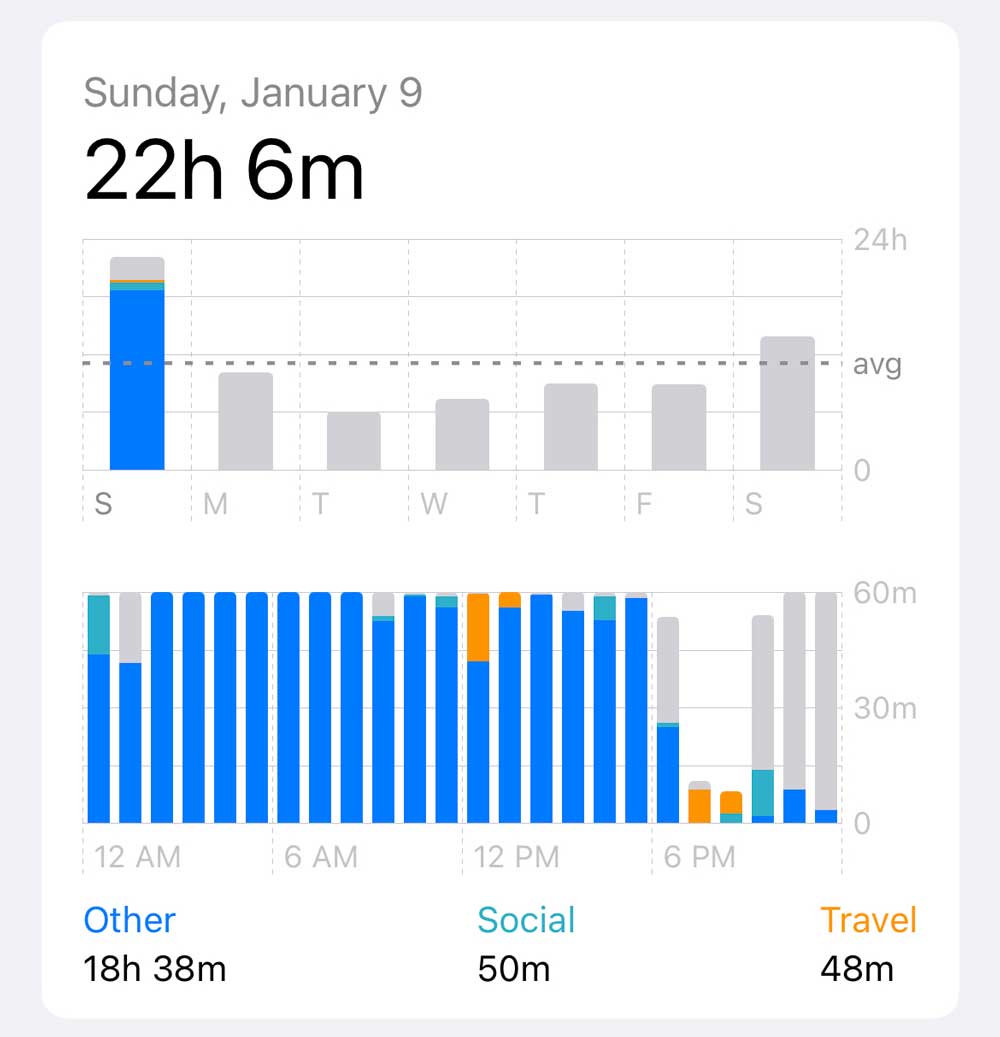 Sunday, January 9
22h 6m
24h
avg
0
S M T W T F S
60m
30m
0
12 AM 6 AM 12 PM 6 PM
Other Social Travel
18h 38m 50m 48m